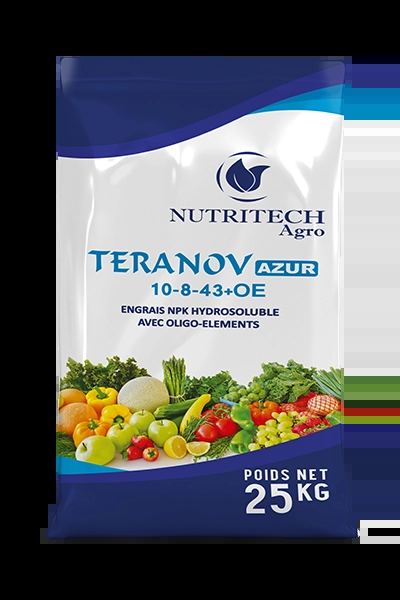 NUTRITECH
Agro
TERANOV AZUR
10-8-43+OE
ENGRAIS NPK HYDROSOLUBLE
AVEC OLIGO-ELEMENTS
POIDS NET
25KG